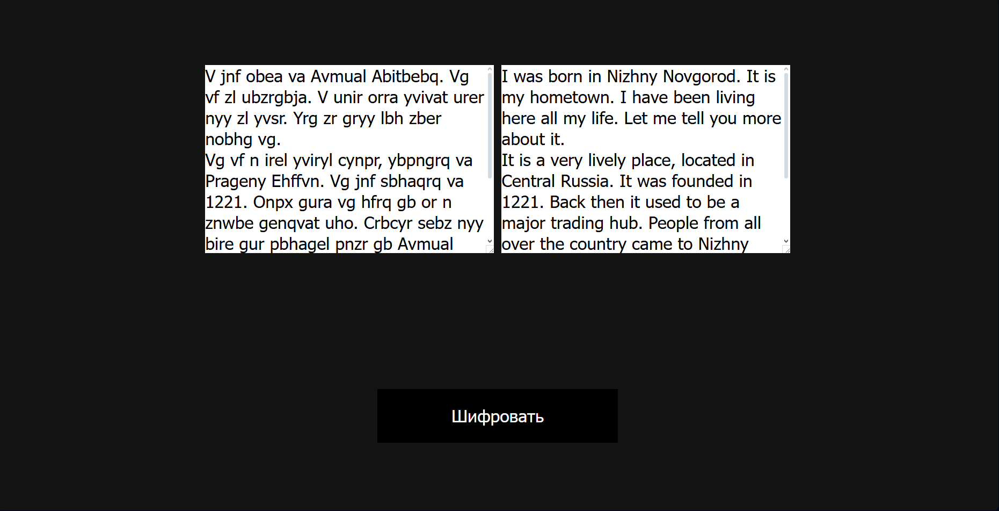 V jnf obea va Avmual Abitbebq. Vg
vf zl ubzrgbja. V unir orra yvivat urer
nyy zl yvsr. Yrg zr gryy lbh zber
nobhg vg.
Vg vf n irel yviryl cynpr, ybpngrq va
Prageny Ehffvn. Vg jnf sbhaqrq va
1221. Onpx gura vg hfrq gb or n
znwbe genqvat uho. Crbcyr sebz nyy
bire gur pbhagel pnzr gb Avmual
I was born in Nizhny Novgorod. It is
my hometown. I have been living
here all my life. Let me tell you more
about it.
It is a very lively place, located in
Central Russia. It was founded in
1221. Back then it used to be a
major trading hub. People from all
over the country came to Nizhny
Шифровать